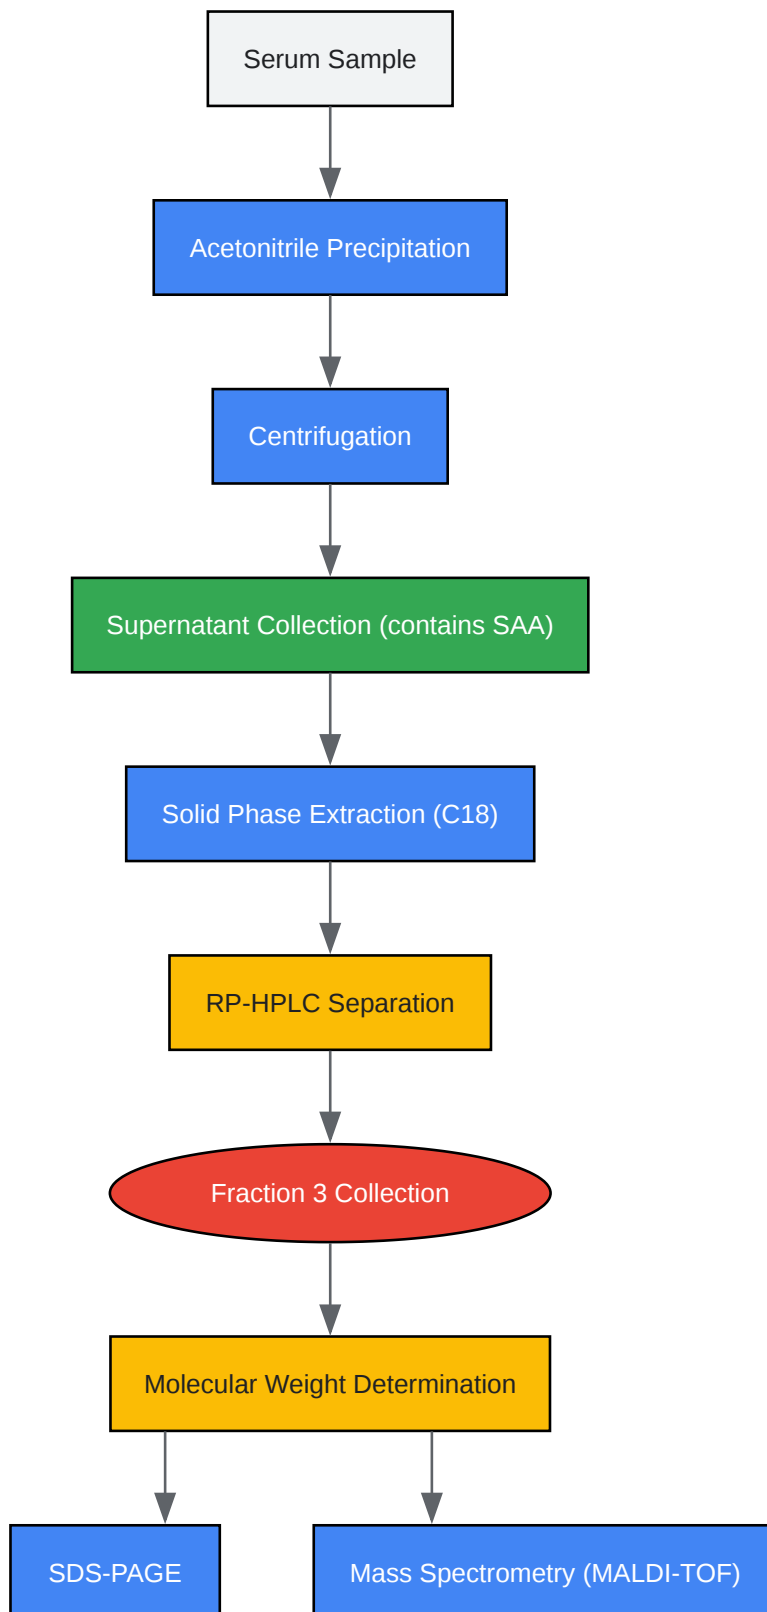 Serum Sample
Acetonitrile Precipitation
Centrifugation
Supernatant Collection (contains SAA)
Solid Phase Extraction (C18)
RP-HPLC Separation
Fraction 3 Collection
Molecular Weight Determination
SDS-PAGE
Mass Spectrometry (MALDI-TOF)